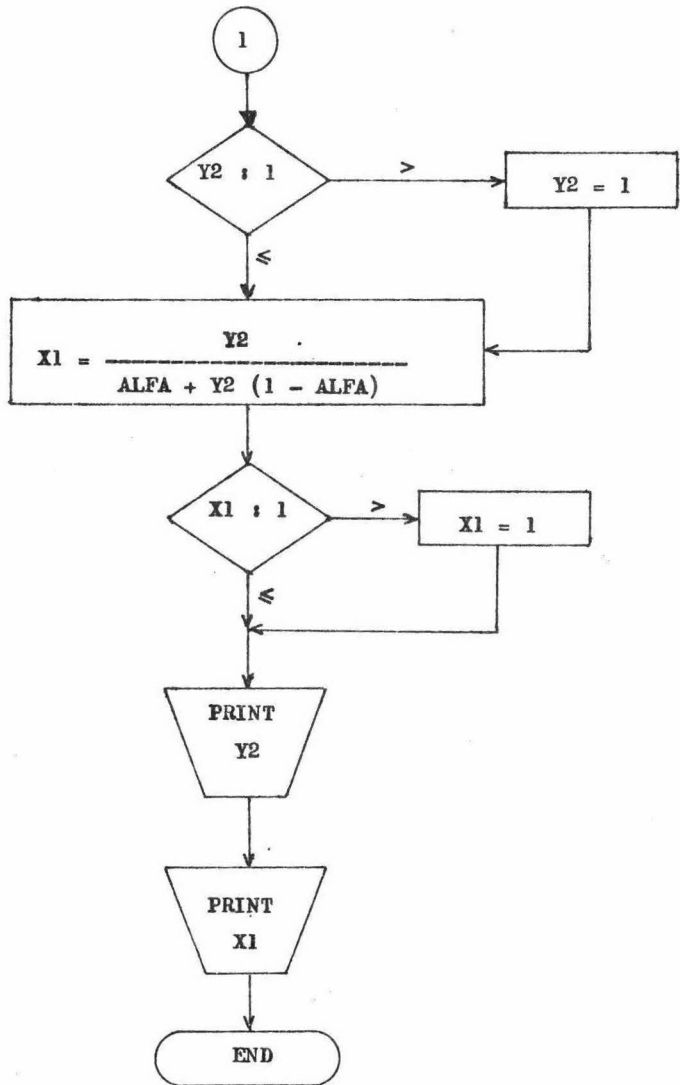 1
Y2 : 1
>
Y2 = 1
≤
Y2
X1 = ----------------------
ALFA + Y2 (1 - ALFA)
X1 : 1
>
X1 = 1
≤
PRINT
Y2
PRINT
X1
END